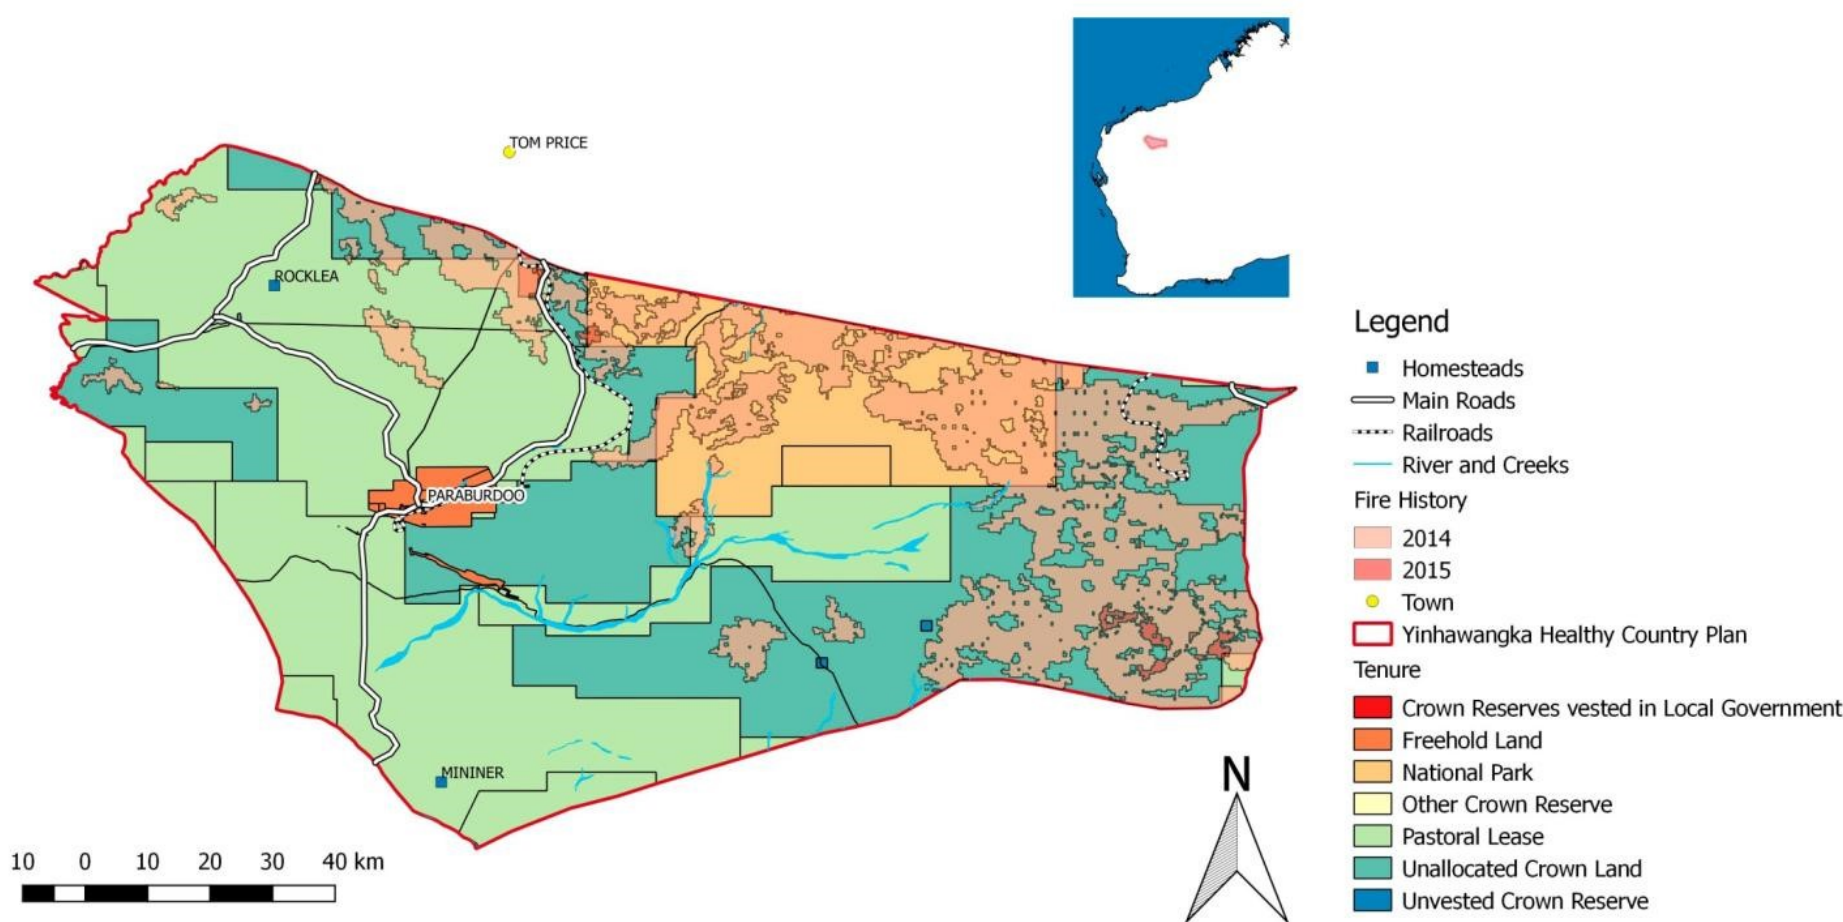 TOM PRICE
ROCKLEA
PARABURDOO
MININER
10 0 10 20 30 40 km
N
Legend
Homesteads
Main Roads
Railroads
River and Creeks
Fire History
2014
2015
Town
Yinhawangka Healthy Country Plan
Tenure
Crown Reserves vested in Local Government
Freehold Land
National Park
Other Crown Reserve
Pastoral Lease
Unallocated Crown Land
Unvested Crown Reserve